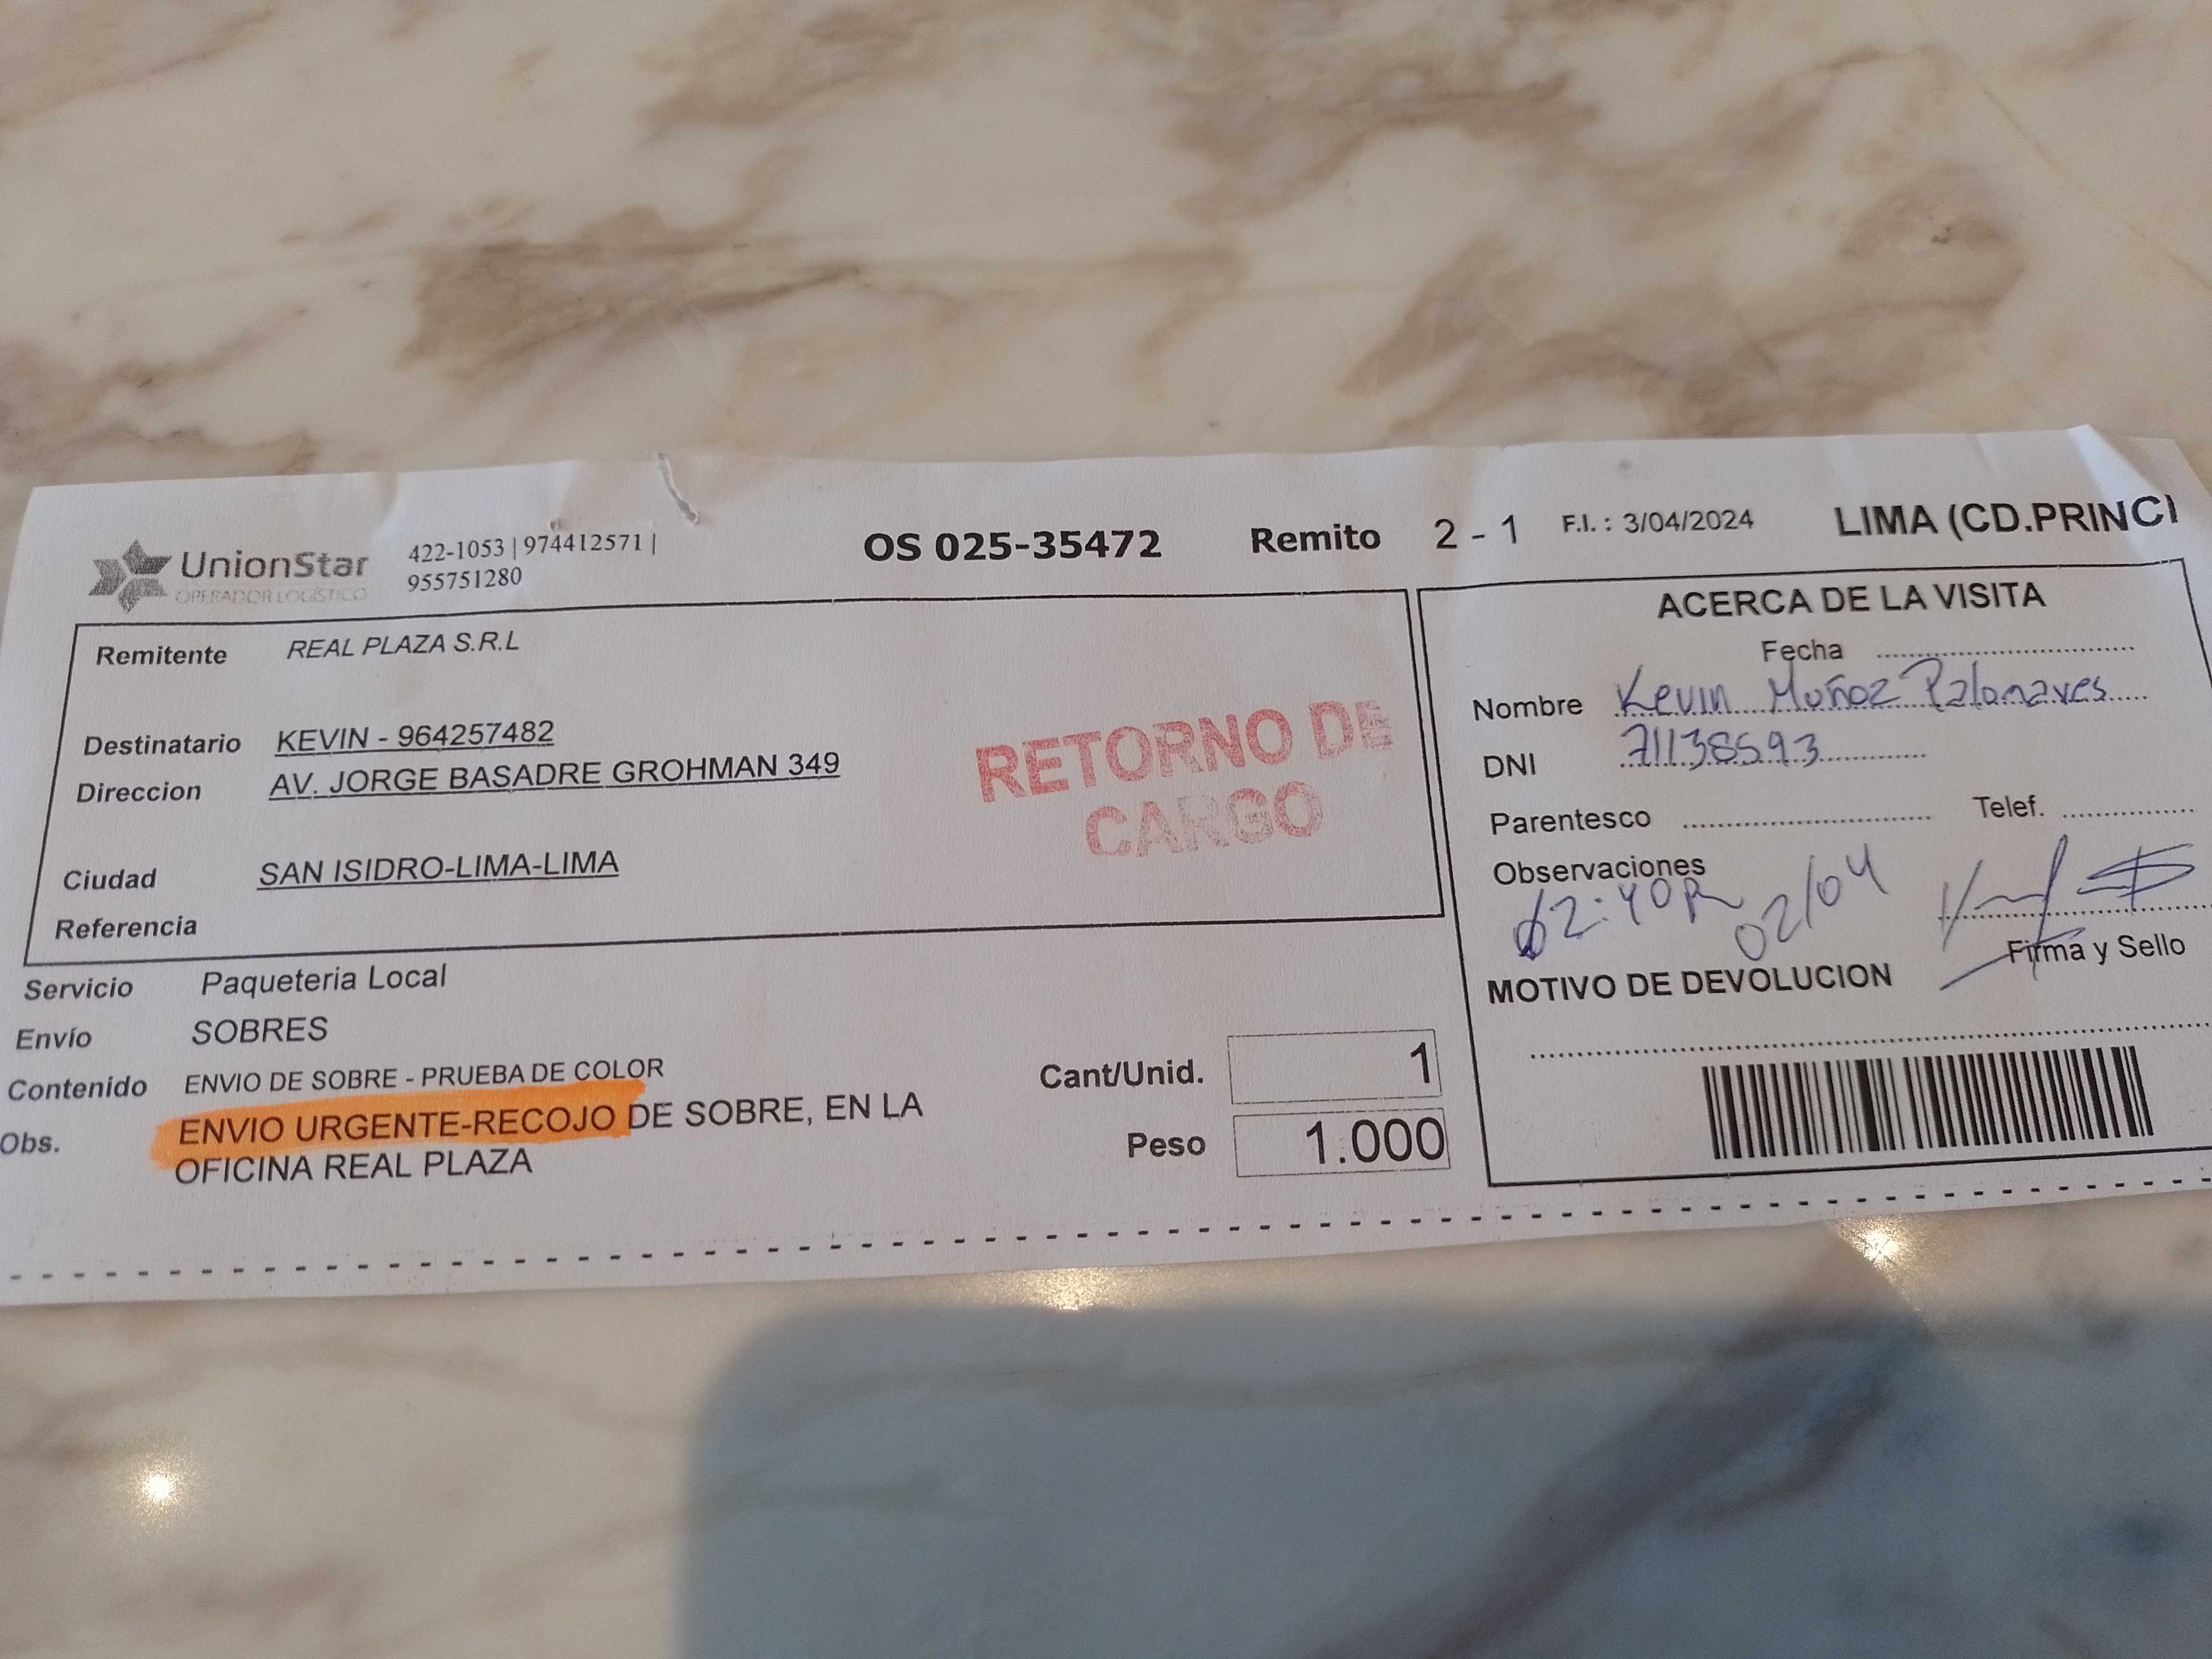 UnionStar
OPERADOR LOGÍSTICO
422-1053 | 974412571 |
955751280
OS 025-35472
Remito 2 - 1
F.I. : 3/04/2024
LIMA (CD.PRINCI
Remitente REAL PLAZA S.R.L
Destinatario KEVIN - 964257482
Direccion AV. JORGE BASADRE GROHMAN 349
Ciudad SAN ISIDRO-LIMA-LIMA
Referencia
RETORNO DE
CARGO
Servicio Paqueteria Local
Envío SOBRES
Contenido ENVIO DE SOBRE - PRUEBA DE COLOR
Obs. ENVIO URGENTE-RECOJO DE SOBRE, EN LA
OFICINA REAL PLAZA
Cant/Unid. 1
Peso 1.000
ACERCA DE LA VISITA
Fecha
Nombre Kevin Muñoz Palomares
DNI 71138593
Parentesco Telef.
Observaciones
02/04
Firma y Sello
MOTIVO DE DEVOLUCION